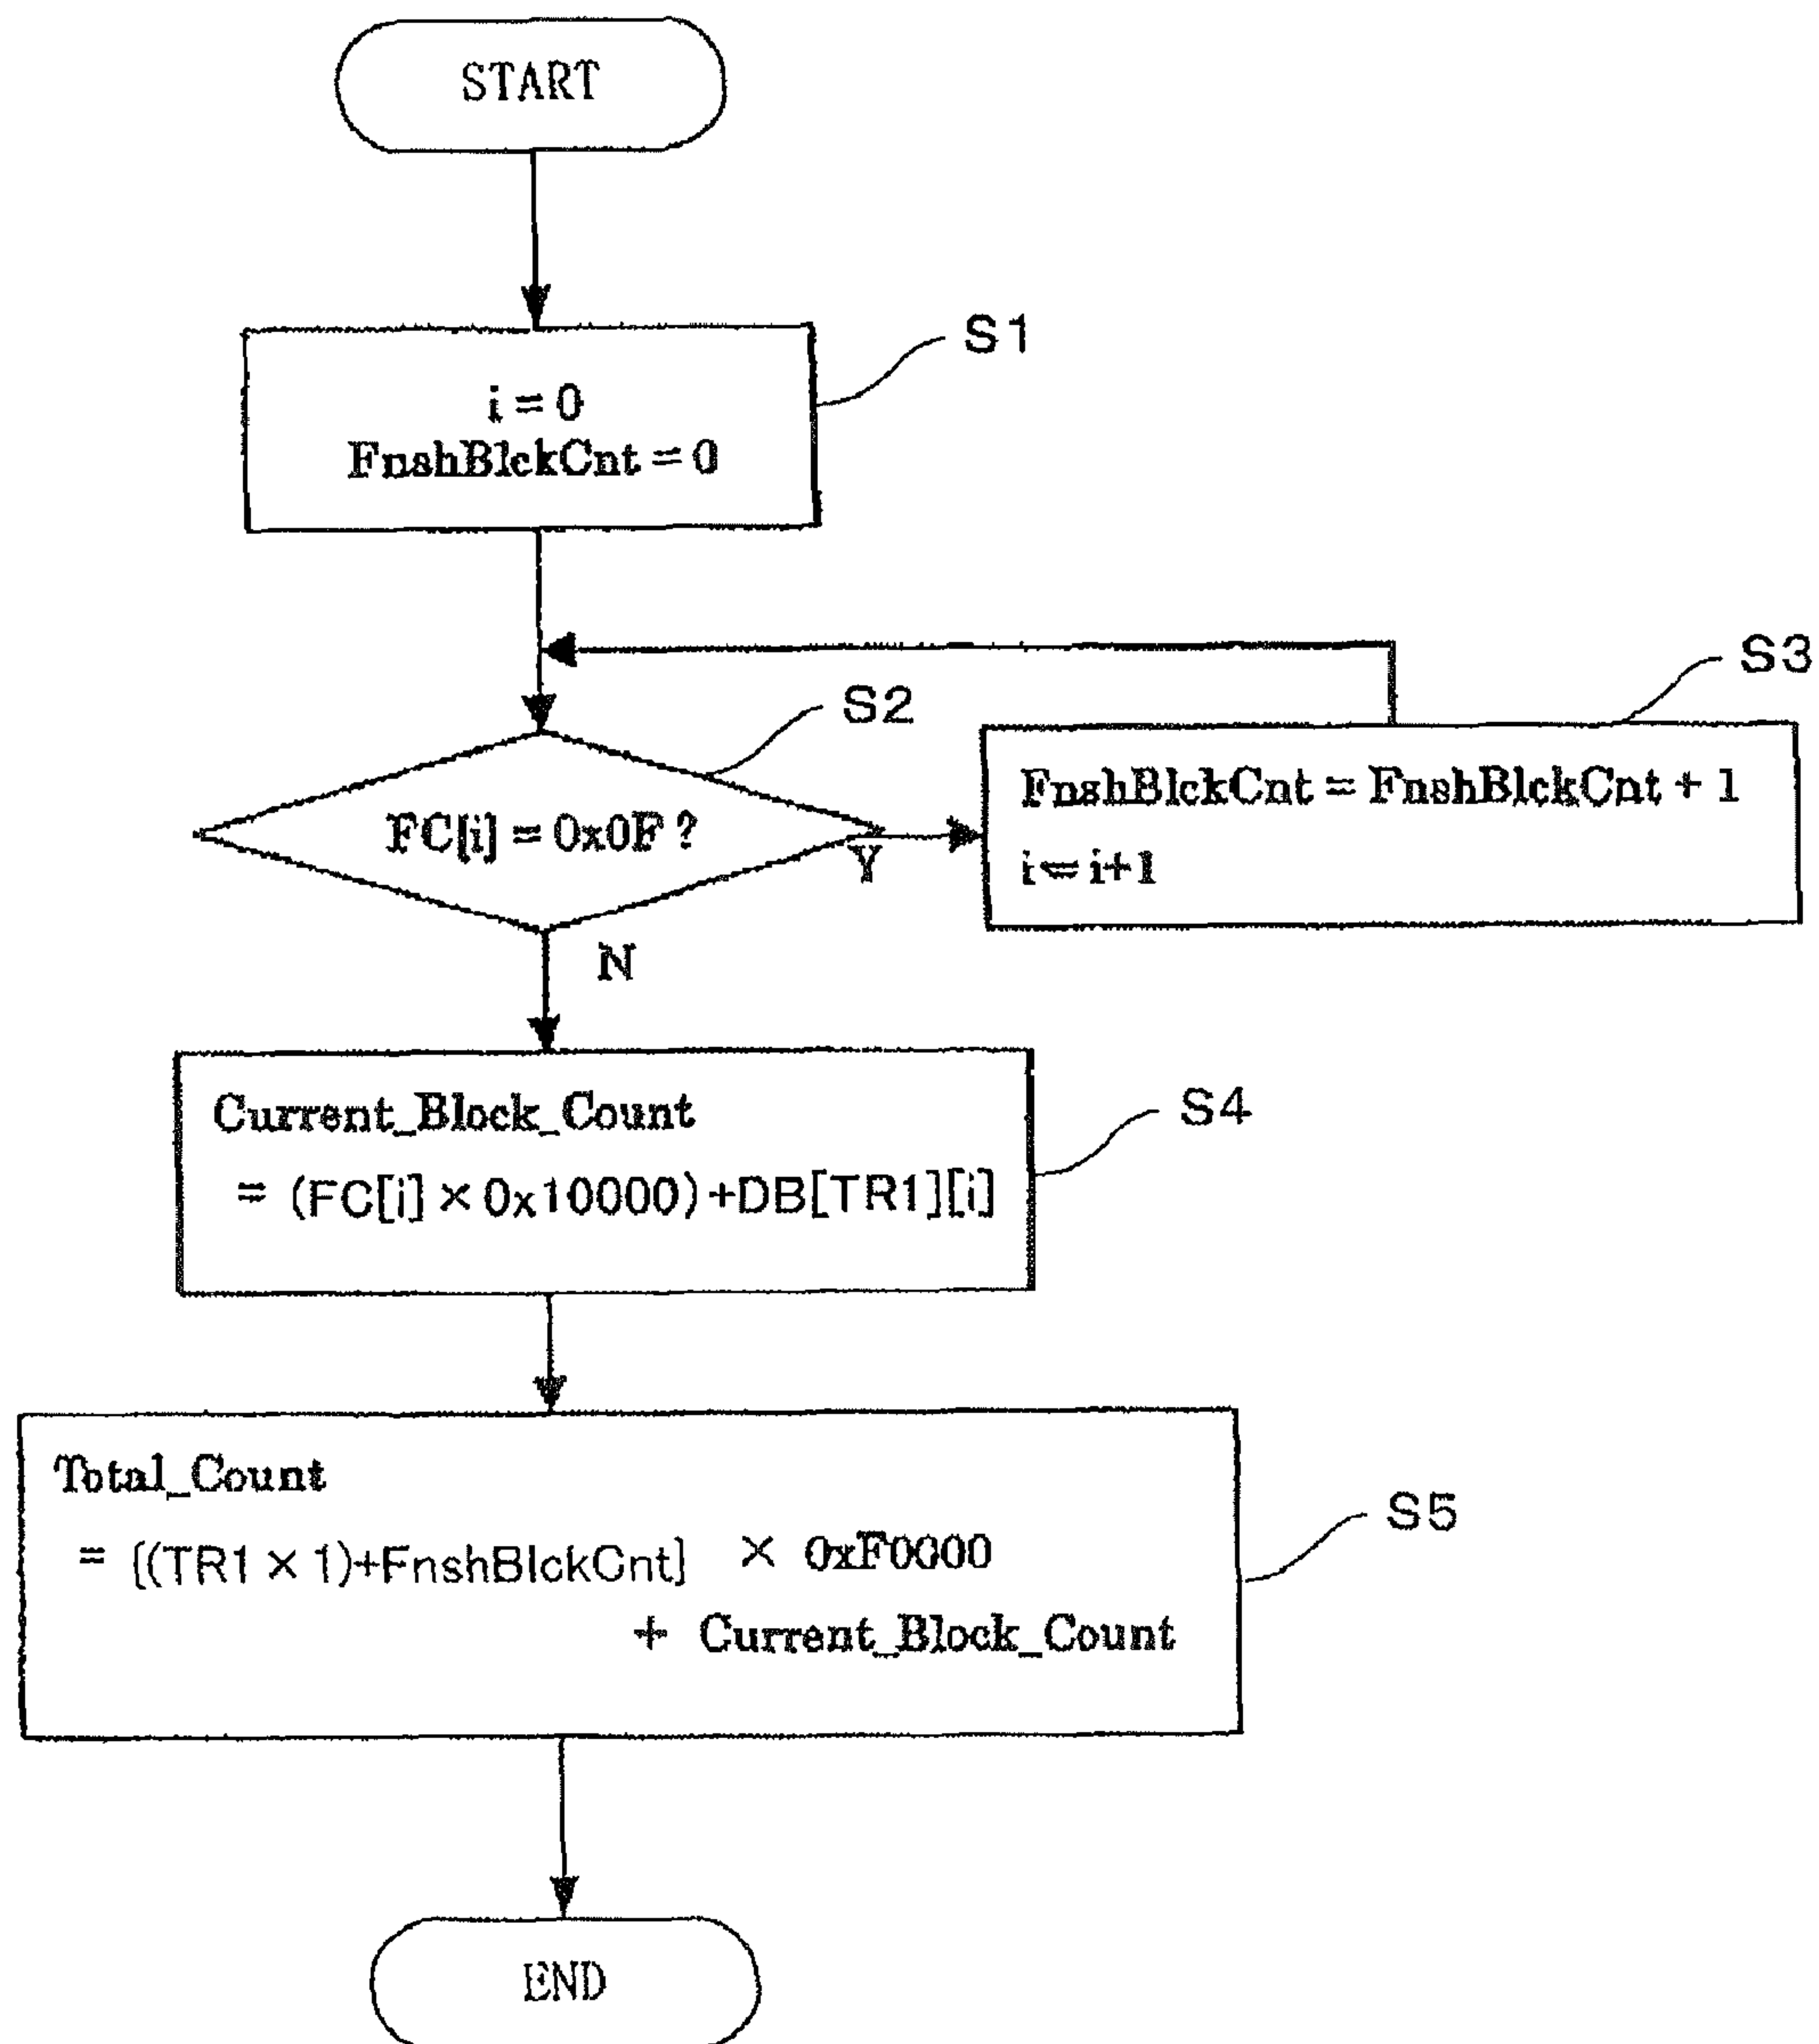 START
S1
i = 0
FnshBlckCnt = 0
S3
S2
FnshBlckCnt = FnshBlckCnt + 1
i = i+1
FC[i] = 0x0F ?
Y
N
Current_Block_Count
= (FC[i] × 0x10000)+DB[TR1][i]
S4
Total_Count
= {(TR1 × 1)+FnshBlckCnt} × 0xF0000
+ Current_Block_Count
S5
END